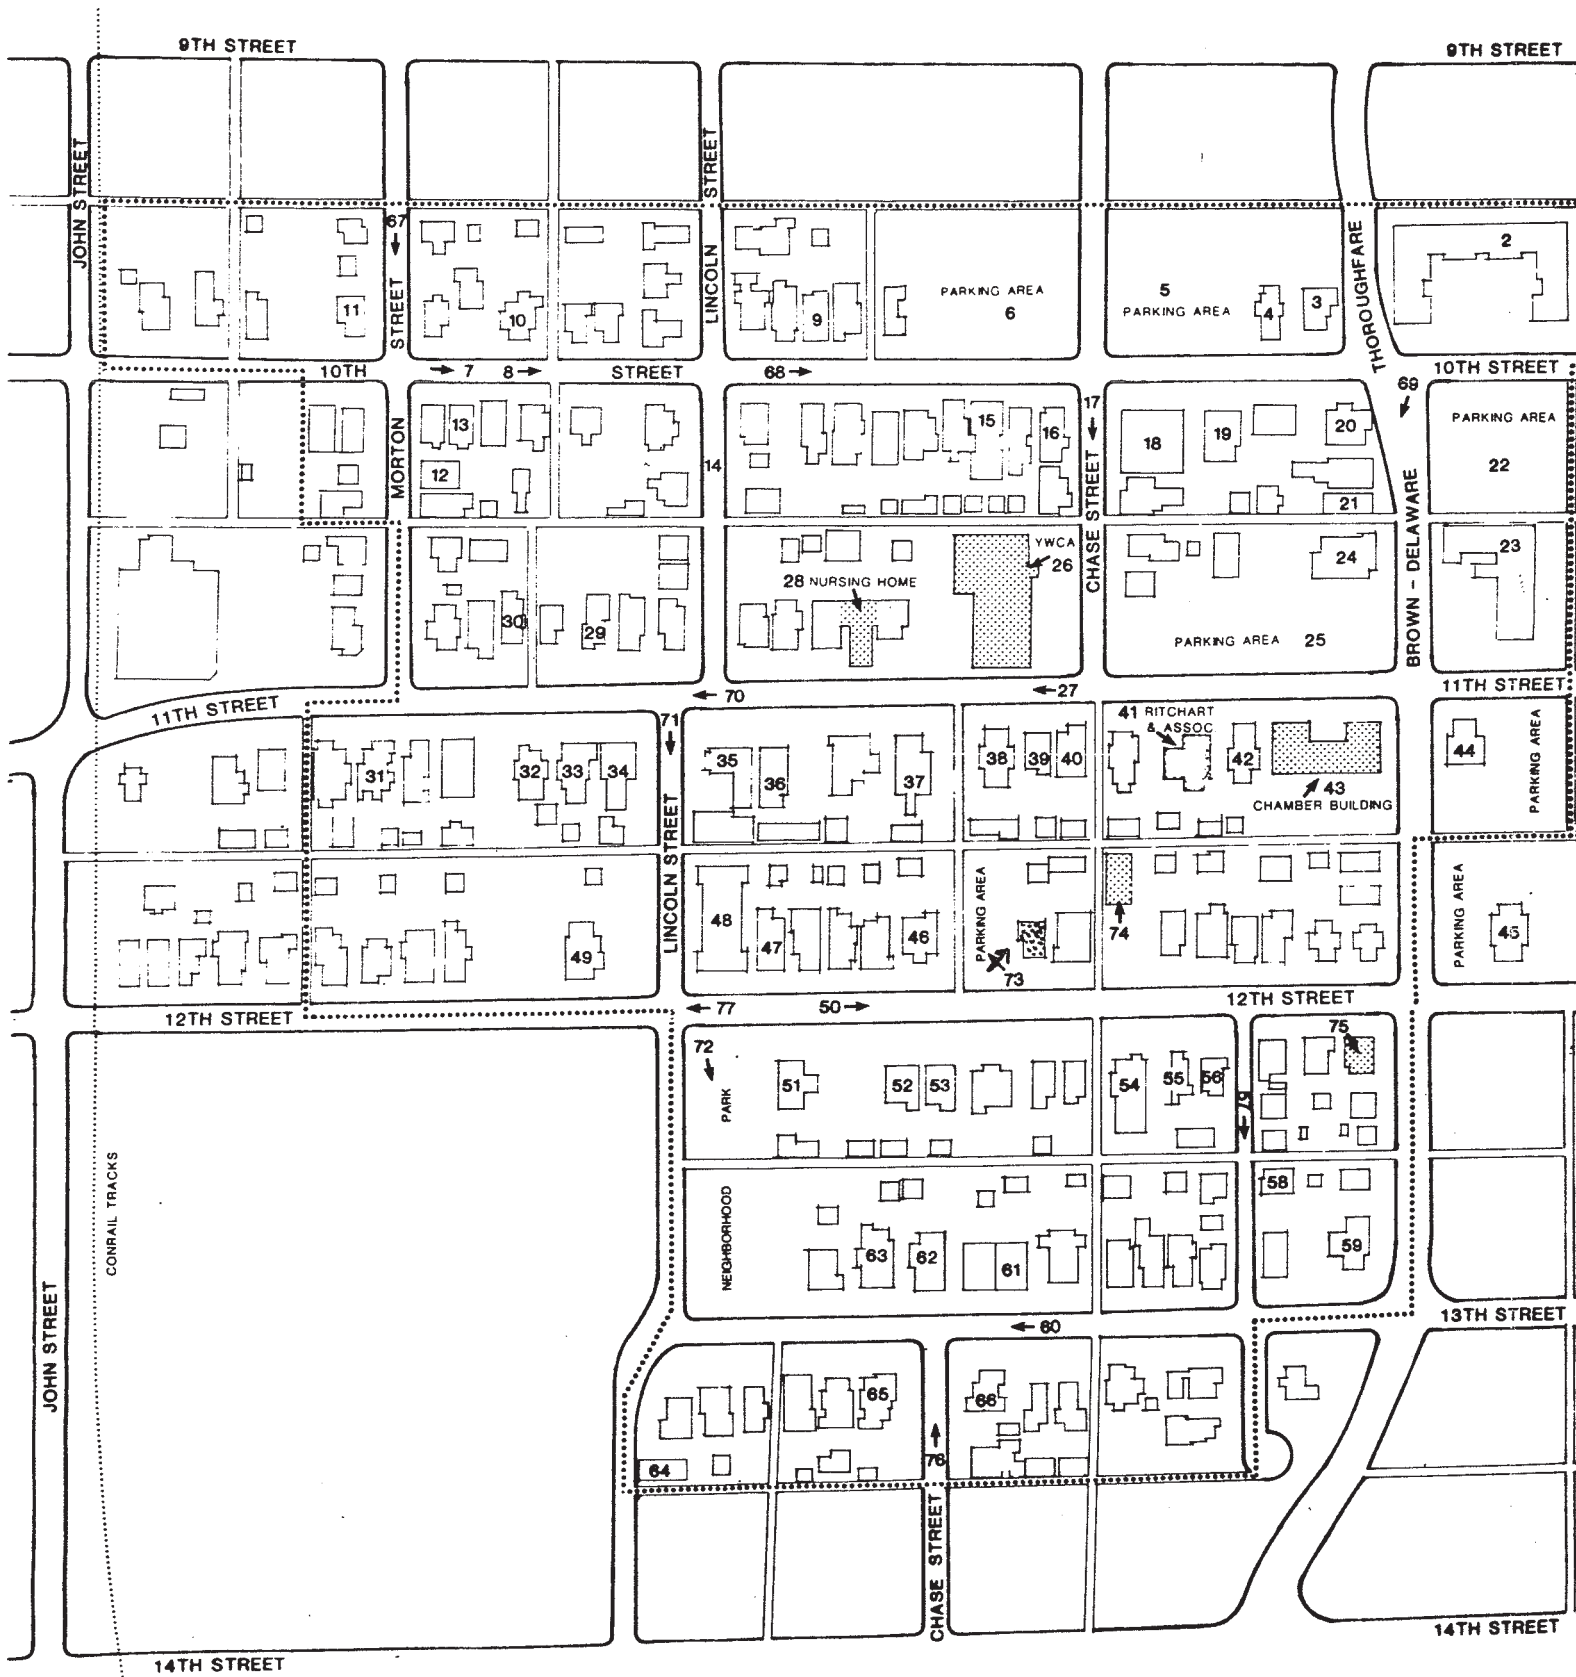 9TH STREET
9TH STREET
JOHN STREET
67
STREET
LINCOLN
STREET
THOROUGHFARE
2
PARKING AREA
6
5
PARKING AREA
4
3
11
10
9
10TH
7
8
STREET
68
10TH STREET
69
MORTON
13
12
14
15
16
17
CHASE STREET
18
19
20
21
PARKING AREA
22
BROWN - DELAWARE
YWCA
26
28 NURSING HOME
24
23
30
29
PARKING AREA 25
11TH STREET
70
27
11TH STREET
71
LINCOLN STREET
41 RITCHART
& ASSOC
31
32
33
34
35
36
37
38
39
40
42
43
CHAMBER BUILDING
44
PARKING AREA
49
48
47
46
PARKING AREA
73
74
PARKING AREA
45
12TH STREET
77
50
12TH STREET
72
PARK
51
52
53
54
55
56
57
75
CONRAIL TRACKS
NEIGHBORHOOD
58
63
62
61
59
JOHN STREET
60
13TH STREET
65
66
64
76
CHASE STREET
14TH STREET
14TH STREET